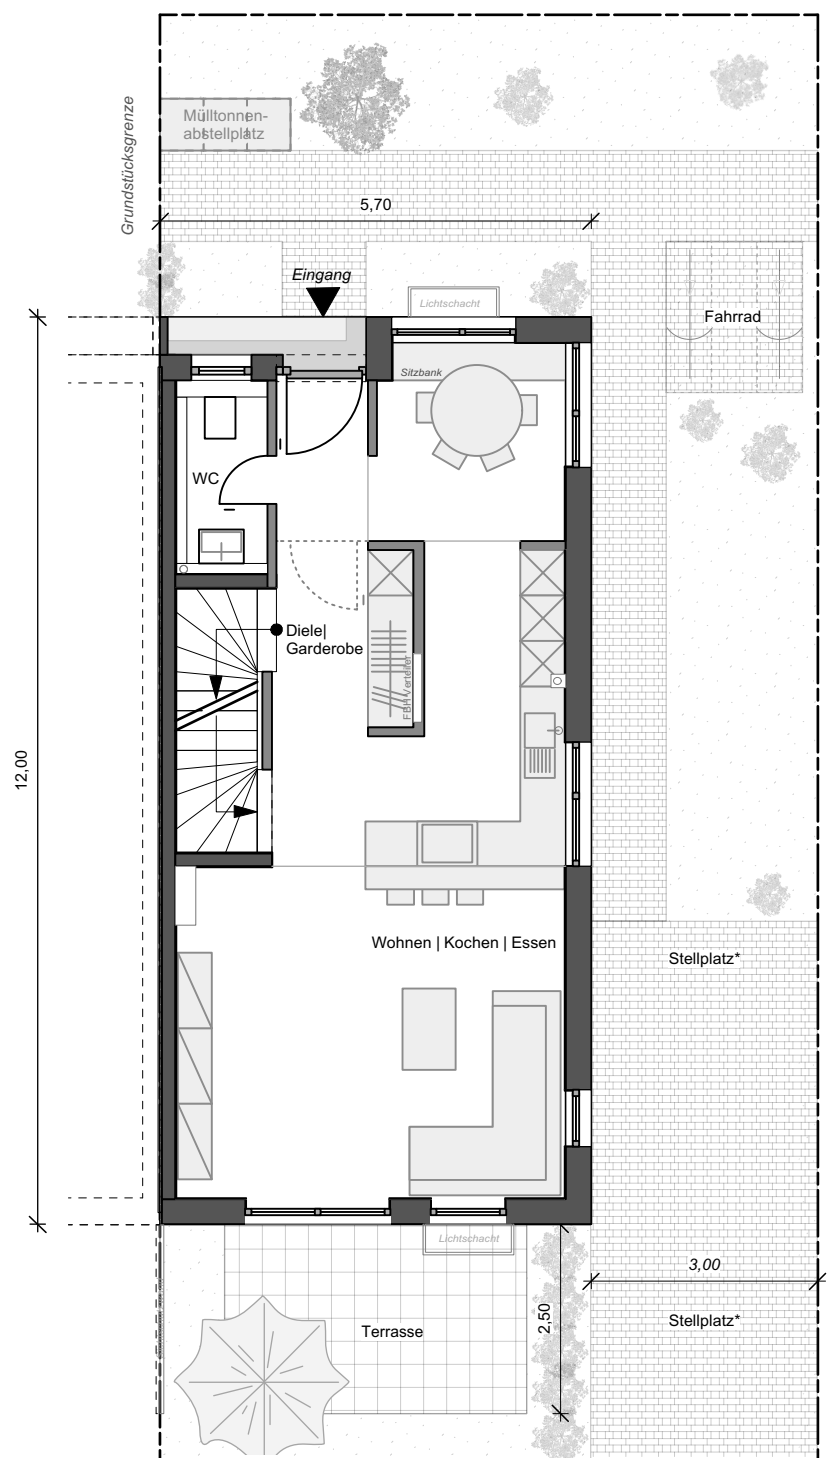 Grundstücksgrenze
Mülltonnen-
abstellplatz
5,70
Eingang
Lichtschacht
Fahrrad
Sitzbank
WC
Diele|
Garderobe
FBH Verteiler
12,00
Wohnen | Kochen | Essen
Stellplatz*
Lichtschacht
3,00
2,50
Terrasse
Stellplatz*